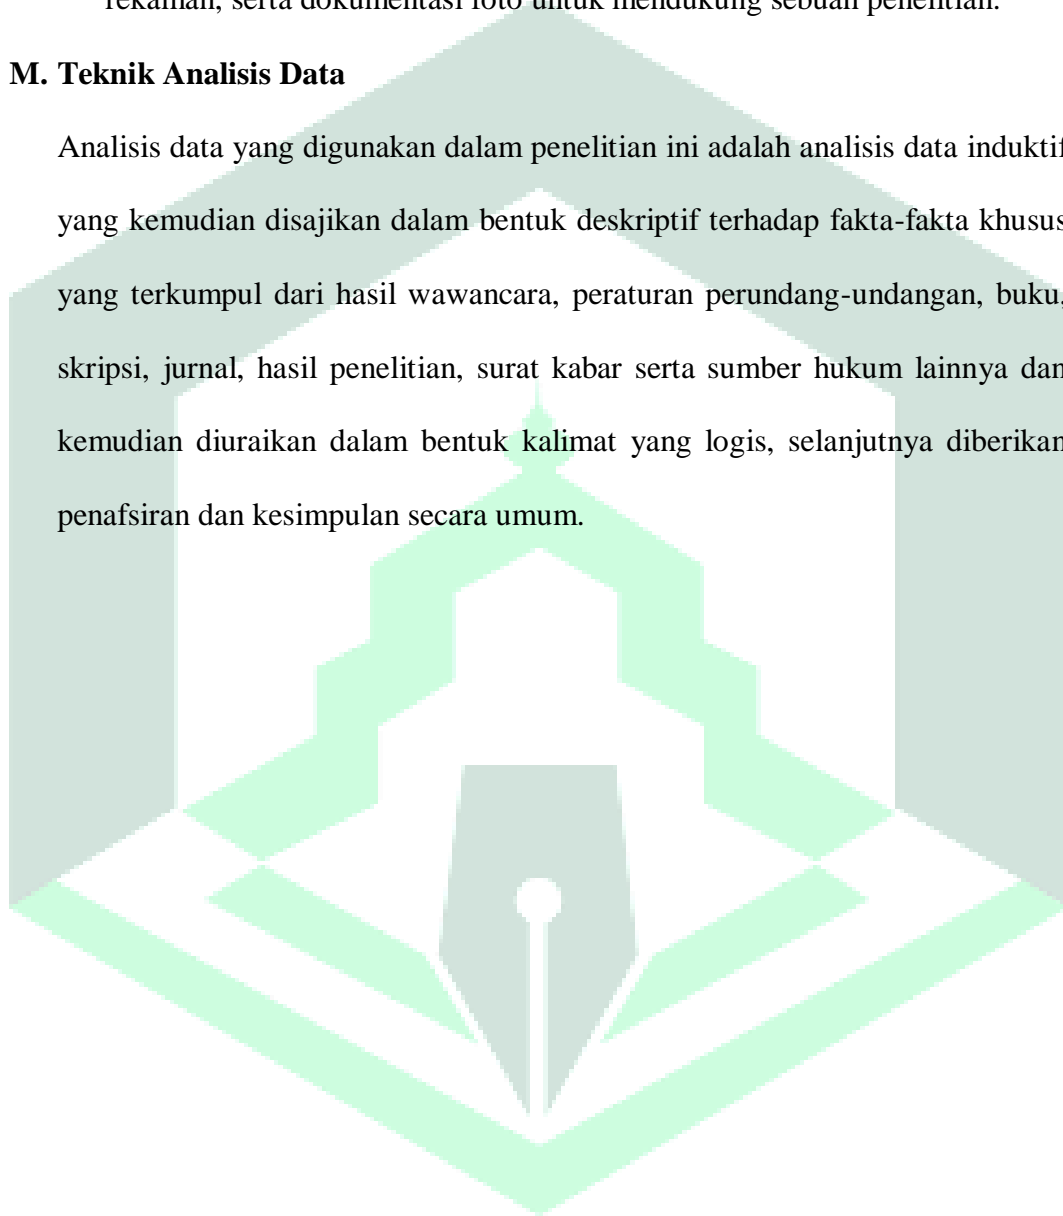 rekaman, serta dokumentasi foto untuk mendukung sebuah penelitian.
M. Teknik Analisis Data
Analisis data yang digunakan dalam penelitian ini adalah analisis data induktif
yang kemudian disajikan dalam bentuk deskriptif terhadap fakta-fakta khusus
yang terkumpul dari hasil wawancara, peraturan perundang-undangan, buku,
skripsi, jurnal, hasil penelitian, surat kabar serta sumber hukum lainnya dan
kemudian diuraikan dalam bentuk kalimat yang logis, selanjutnya diberikan
penafsiran dan kesimpulan secara umum.